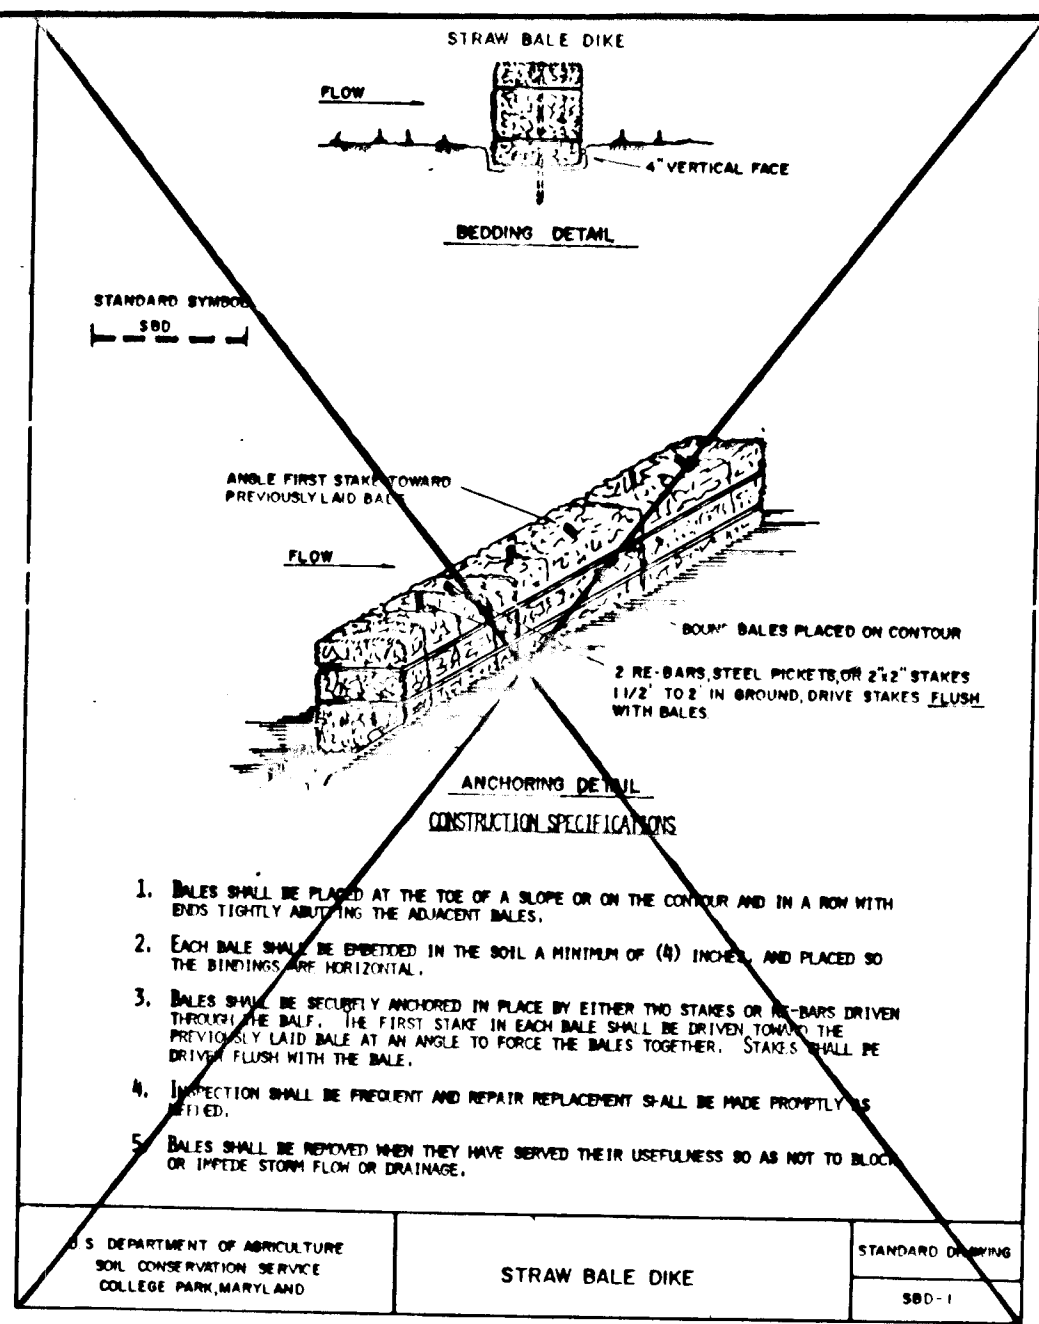 STRAW BALE DIKE
FLOW
4" VERTICAL FACE
BEDDING DETAIL
STANDARD SYMBOL
SBD
ANGLE FIRST STAKE TOWARD
PREVIOUSLY LAID BALE
FLOW
BOUND BALES PLACED ON CONTOUR
2 RE-BARS, STEEL PICKETS, OR 2"x2" STAKES
1 1/2' TO 2' IN GROUND, DRIVE STAKES FLUSH
WITH BALES.
ANCHORING DETAIL
CONSTRUCTION SPECIFICATIONS
1. BALES SHALL BE PLACED AT THE TOE OF A SLOPE OR ON THE CONTOUR AND IN A ROW WITH
ENDS TIGHTLY ABUTTING THE ADJACENT BALES.
2. EACH BALE SHALL BE EMBEDDED IN THE SOIL A MINIMUM OF (4) INCHES, AND PLACED SO
THE BINDINGS ARE HORIZONTAL.
3. BALES SHALL BE SECURELY ANCHORED IN PLACE BY EITHER TWO STAKES OR RE-BARS DRIVEN
THROUGH THE BALE. THE FIRST STAKE IN EACH BALE SHALL BE DRIVEN TOWARD THE
PREVIOUSLY LAID BALE AT AN ANGLE TO FORCE THE BALES TOGETHER. STAKES SHALL BE
DRIVEN FLUSH WITH THE BALE.
4. INSPECTION SHALL BE FREQUENT AND REPAIR REPLACEMENT SHALL BE MADE PROMPTLY AS
NEEDED.
5. BALES SHALL BE REMOVED WHEN THEY HAVE SERVED THEIR USEFULNESS SO AS NOT TO BLOCK
OR IMPEDE STORM FLOW OR DRAINAGE.
U.S DEPARTMENT OF AGRICULTURE
SOIL CONSERVATION SERVICE
COLLEGE PARK, MARYLAND
STRAW BALE DIKE
STANDARD DRAWING
SBD-1